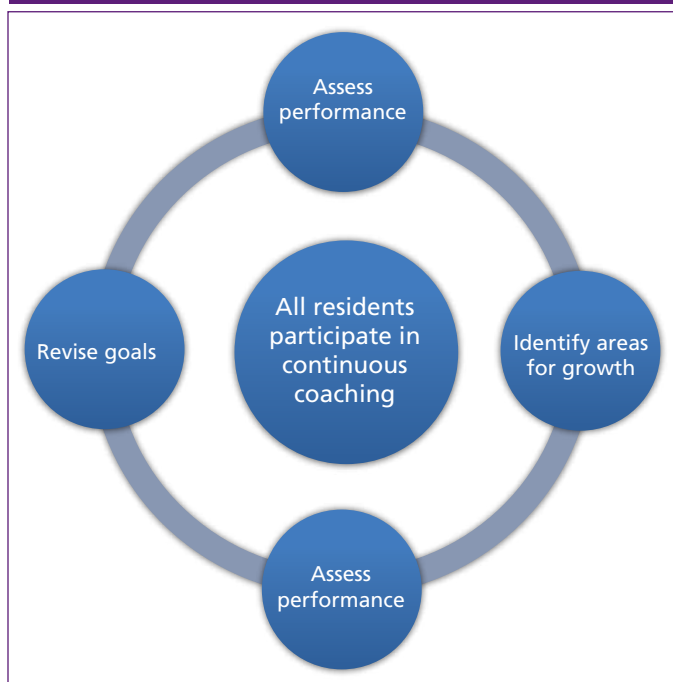 Assess
performance
All residents
participate in
continuous
coaching
Revise goals
Identify areas
for growth
Assess
performance